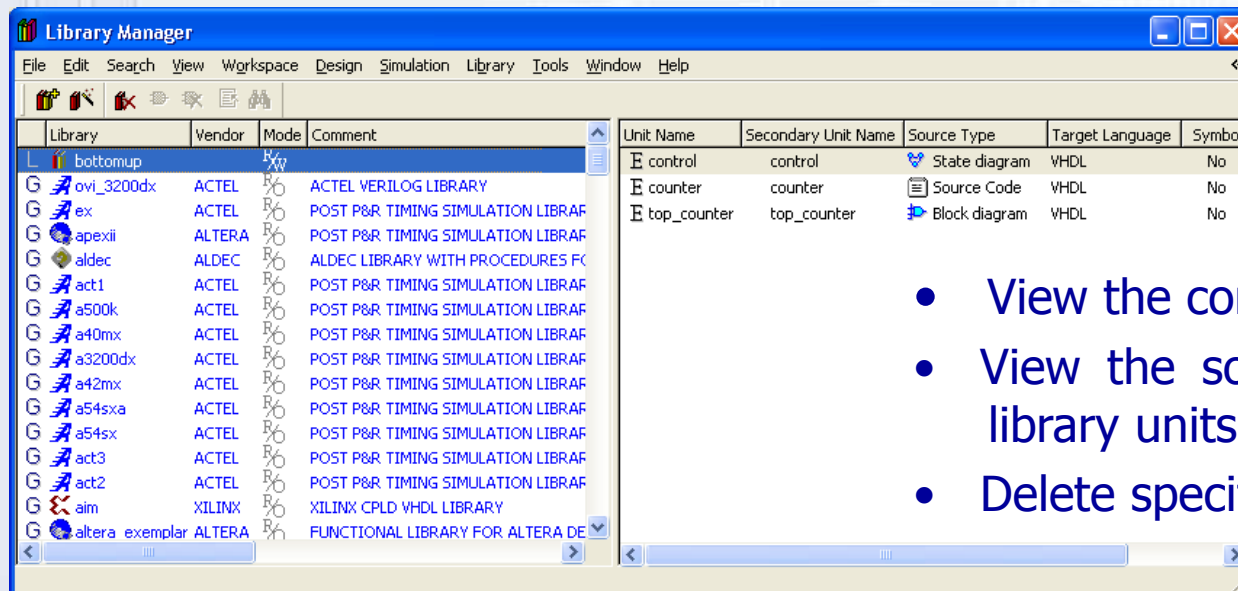 Library Manager
File Edit Search View Workspace Design Simulation Library Tools Window Help
Library Vendor Mode Comment
L bottomup R/W
G ovi_3200dx ACTEL R/O ACTEL VERILOG LIBRARY
G ex ACTEL R/O POST P&R TIMING SIMULATION LIBRAR
G apexii ALTERA R/O POST P&R TIMING SIMULATION LIBRAR
G aldec ALDEC R/O ALDEC LIBRARY WITH PROCEDURES FO
G act1 ACTEL R/O POST P&R TIMING SIMULATION LIBRAR
G a500k ACTEL R/O POST P&R TIMING SIMULATION LIBRAR
G a40mx ACTEL R/O POST P&R TIMING SIMULATION LIBRAR
G a3200dx ACTEL R/O POST P&R TIMING SIMULATION LIBRAR
G a42mx ACTEL R/O POST P&R TIMING SIMULATION LIBRAR
G a54sxa ACTEL R/O POST P&R TIMING SIMULATION LIBRAR
G a54sx ACTEL R/O POST P&R TIMING SIMULATION LIBRAR
G act3 ACTEL R/O POST P&R TIMING SIMULATION LIBRAR
G act2 ACTEL R/O POST P&R TIMING SIMULATION LIBRAR
G aim XILINX R/O XILINX CPLD VHDL LIBRARY
G altera_exemplar ALTERA R/O FUNCTIONAL LIBRARY FOR ALTERA DE
Unit Name Secondary Unit Name Source Type Target Language Symbo
E control control State diagram VHDL No
E counter counter Source Code VHDL No
E top_counter top_counter Block diagram VHDL No
• View the co
• View the so
library units
• Delete speci